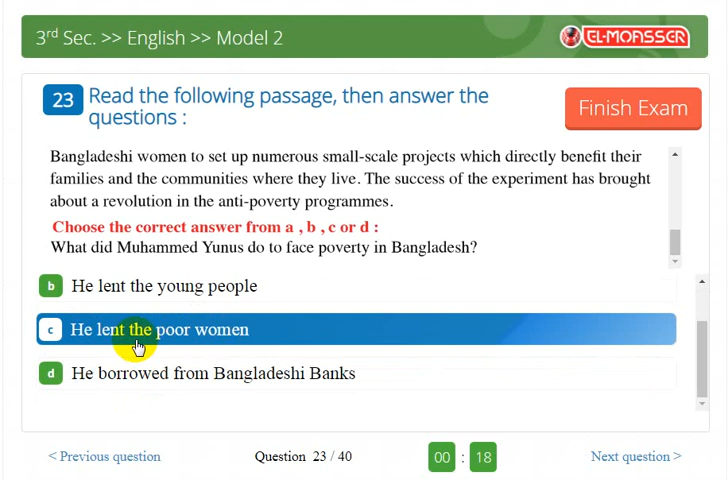 3rd Sec. >> English >> Model 2
EL-MOASSER
23 Read the following passage, then answer the
questions :
Finish Exam
Bangladeshi women to set up numerous small-scale projects which directly benefit their
families and the communities where they live. The success of the experiment has brought
about a revolution in the anti-poverty programmes.
Choose the correct answer from a , b , c or d :
What did Muhammed Yunus do to face poverty in Bangladesh?
b He lent the young people
c He lent the poor women
d He borrowed from Bangladeshi Banks
< Previous question Question 23 / 40 00 : 18 Next question >